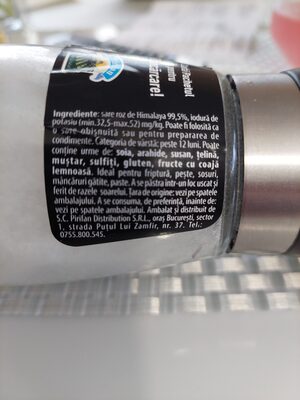 pentru
Ingrediente: sare roz de Himalaya 99,5%, iodură de
potasiu (min.32,5-max.52) mg/kg. Poate fi folosită ca
o sare obișnuită sau pentru prepararea de
condimente. Categoria de vârstă: peste 12 luni. Poate
conține urme de: soia, arahide, susan, țelină,
muștar, sulfiți, gluten, fructe cu coajă
lemnoasă. Ideal pentru friptură, pește, sosuri,
mâncăruri gătite, paste. A se păstra într-un loc uscat și
ferit de razele soarelui. Țara de origine: vezi pe spatele
ambalajului. A se consuma, de preferință, înainte de:
vezi pe spatele ambalajului. Ambalat și distribuit de
S.C. Pirifan Distribution S.R.L., oraș București, sector
1, strada Puțul Lui Zamfir, nr. 37. Tel.:
0755.800.545.